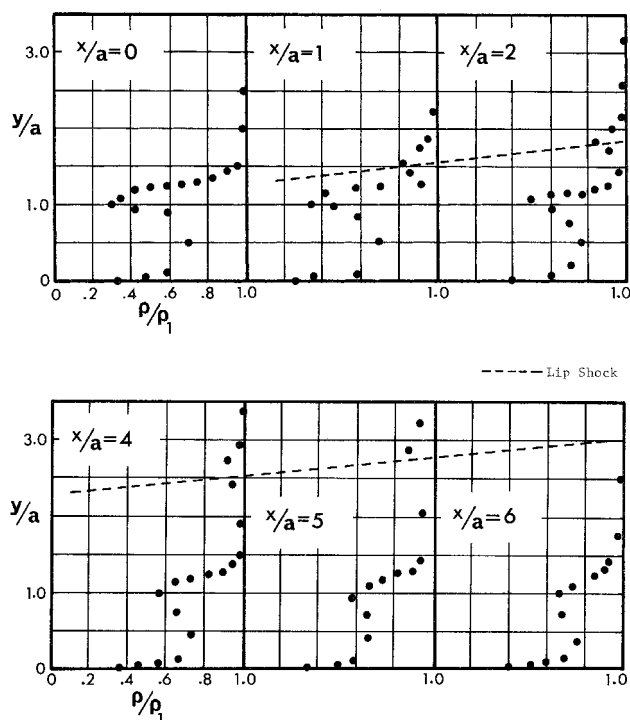 x/a=0 x/a=1 x/a=2
3.0
y/a
1.0
0
0 .2 .4 .6 .8 1.0 1.0 1.0
ρ/ρ₁
Lip Shock
x/a=4
3.0
y/a x/a=5 x/a=6
1.0
0
0 .2 .4 .6 .8 1.0 1.0 1.0
ρ/ρ₁